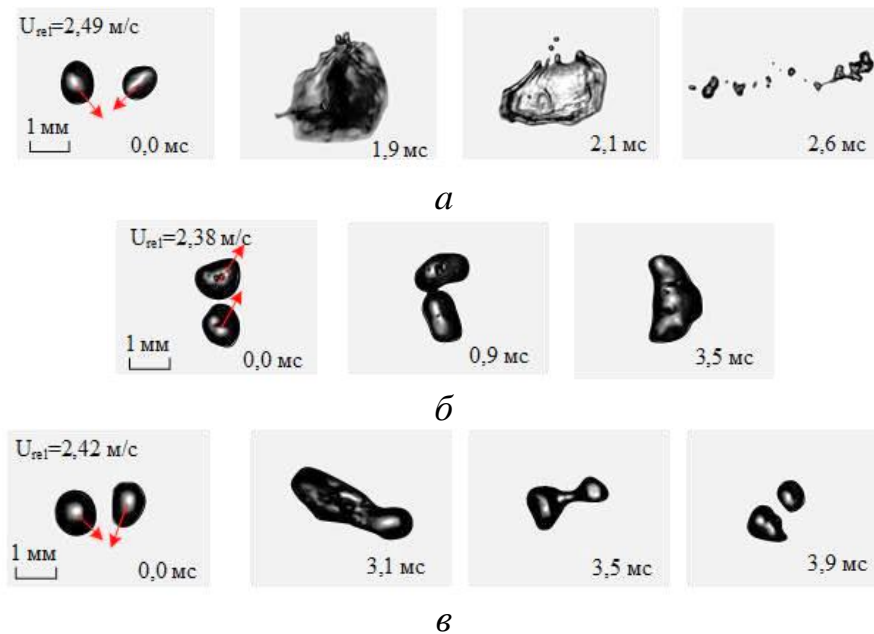 U_rel=2,49 м/с
1 мм
0,0 мс
1,9 мс
2,1 мс
2,6 мс
а
U_rel=2,38 м/с
1 мм
0,0 мс
0,9 мс
3,5 мс
б
U_rel=2,42 м/с
1 мм
0,0 мс
3,1 мс
3,5 мс
3,9 мс
в